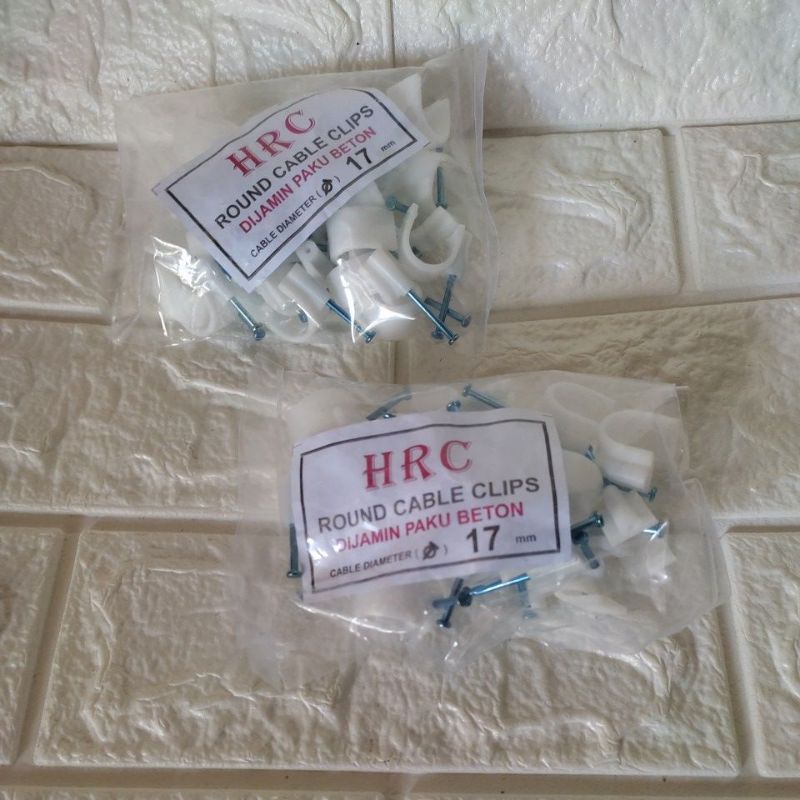 HRC
ROUND CABLE CLIPS
DIJAMIN PAKU BETON
CABLE DIAMETER ( ) 17 mm
HRC
ROUND CABLE CLIPS
DIJAMIN PAKU BETON
CABLE DIAMETER ( ) 17 mm